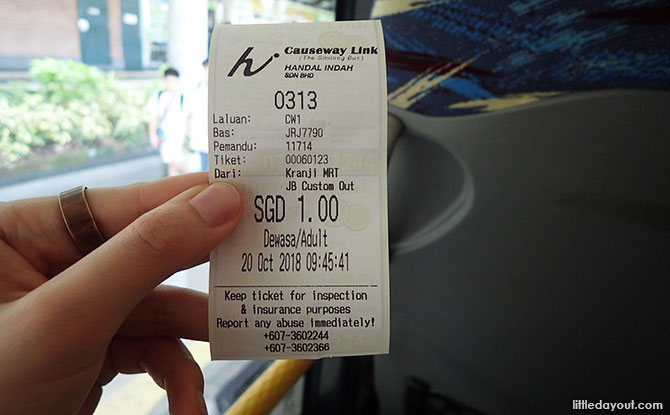 Causeway Link
(The Smiling Bus)
HANDAL INDAH
SDN BHD
0313
Laluan: CW1
Bas: JRJ7790
Pemandu: 11714
Tiket: 00060123
Dari: Kranji MRT
JB Custom Out
SGD 1.00
Dewasa/Adult
20 Oct 2018 09:45:41
Keep ticket for inspection
& insurance purposes
Report any abuse immediately!
+607-3602244
+607-3602366
littledayout.com